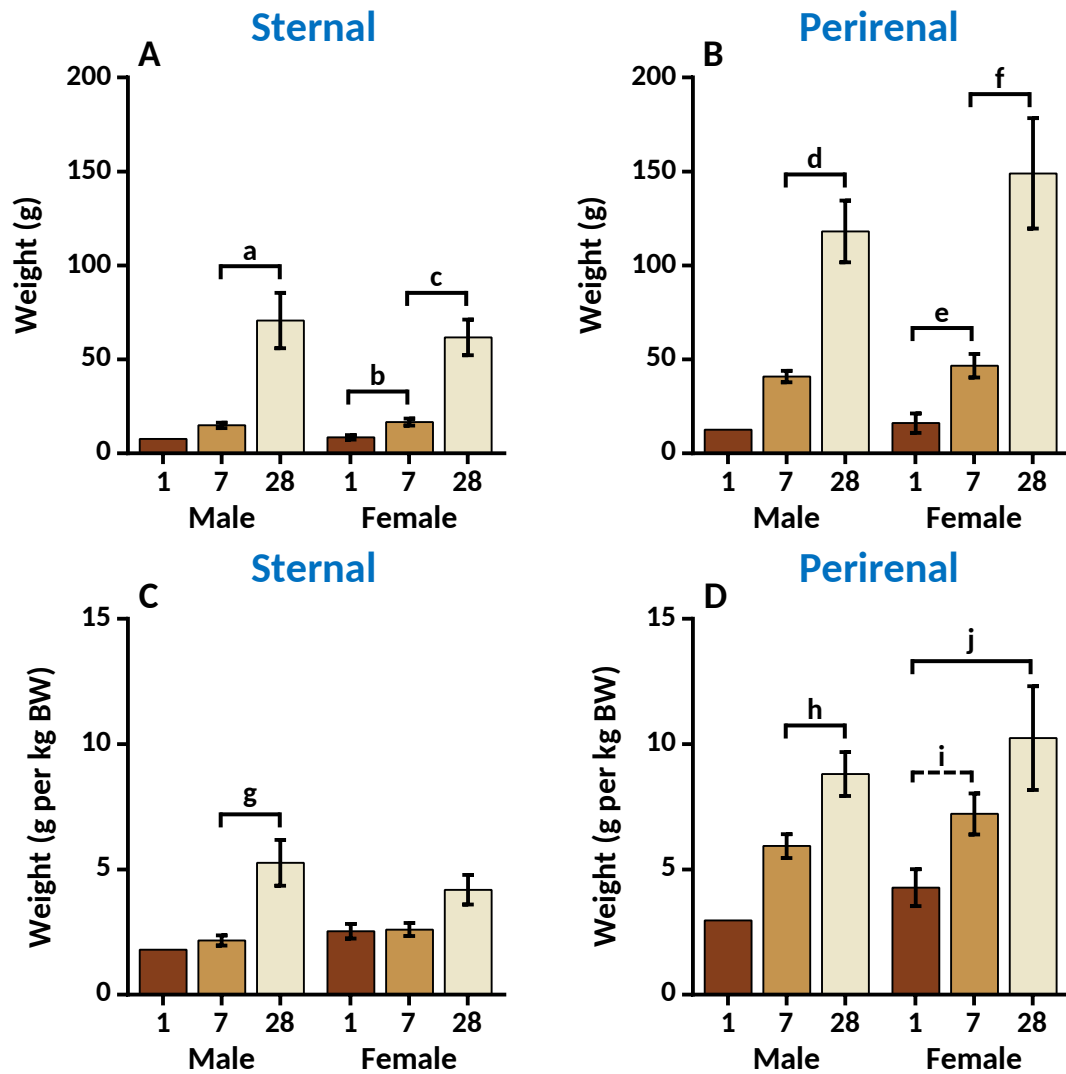 Sternal
A
Weight (g)
200
150
100
50
0
a
b
c
1 7 28 1 7 28
Male Female
Perirenal
B
Weight (g)
200
150
100
50
0
d
e
f
1 7 28 1 7 28
Male Female
Sternal
C
Weight (g per kg BW)
15
10
5
0
g
1 7 28 1 7 28
Male Female
Perirenal
D
Weight (g per kg BW)
15
10
5
0
h
i
j
1 7 28 1 7 28
Male Female